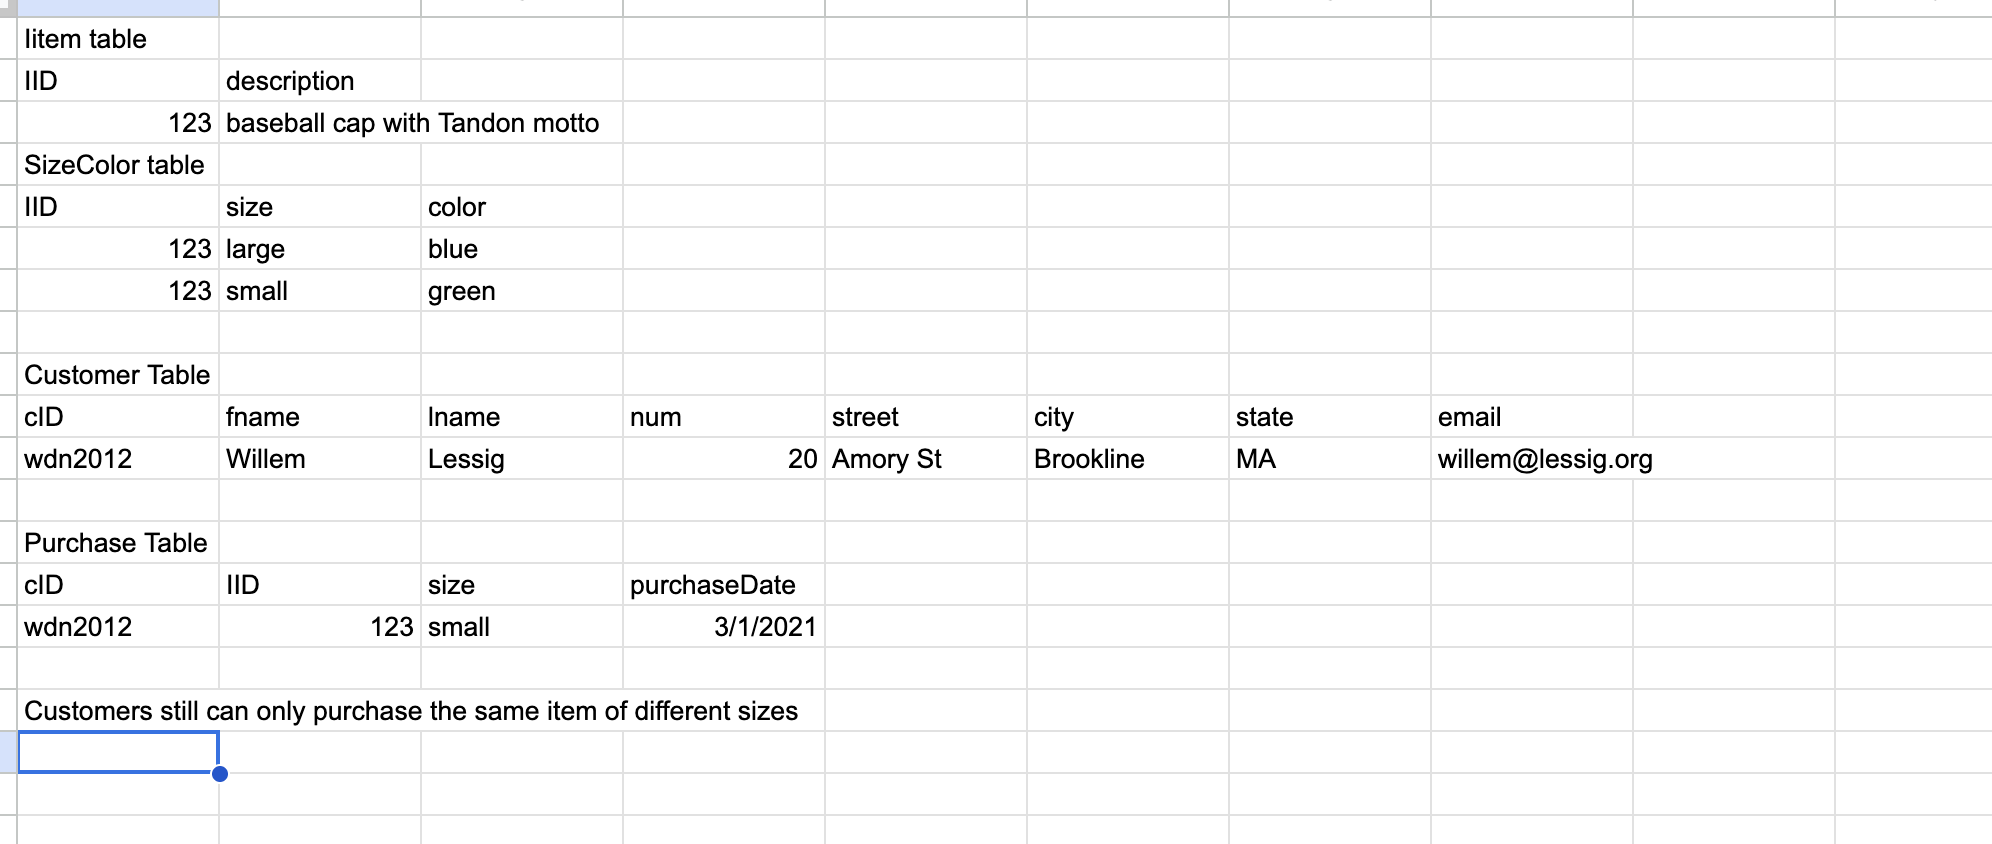 Iitem table
IID description
123 baseball cap with Tandon motto
SizeColor table
IID size color
123 large blue
123 small green
Customer Table
cID fname lname num street city state email
wdn2012 Willem Lessig 20 Amory St Brookline MA willem@lessig.org
Purchase Table
cID IID size purchaseDate
wdn2012 123 small 3/1/2021
Customers still can only purchase the same item of different sizes